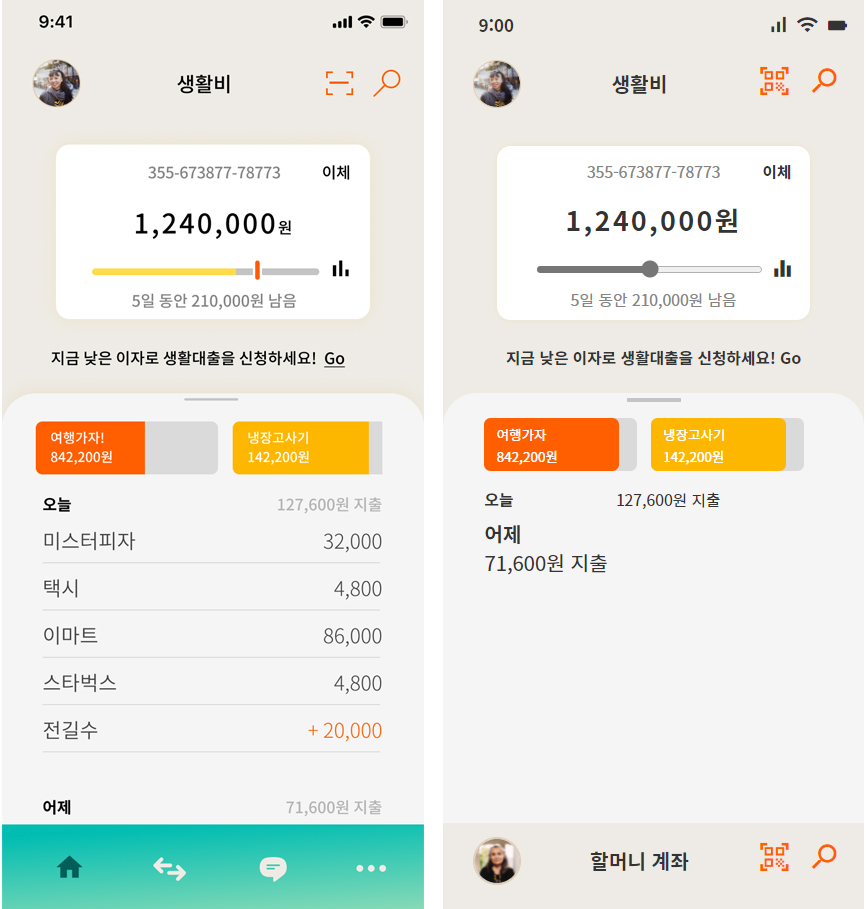 9:41
생활비
355-673877-78773 이체
1,240,000원
5일 동안 210,000원 남음
지금 낮은 이자로 생활대출을 신청하세요! Go
여행가자! 냉장고사기
842,200원 142,200원
오늘 127,600원 지출
미스터피자 32,000
택시 4,800
이마트 86,000
스타벅스 4,800
전길수 + 20,000
어제 71,600원 지출
9:00
생활비
355-673877-78773 이체
1,240,000원
5일 동안 210,000원 남음
지금 낮은 이자로 생활대출을 신청하세요! Go
여행가자 냉장고사기
842,200원 142,200원
오늘 127,600원 지출
어제
71,600원 지출
할머니 계좌